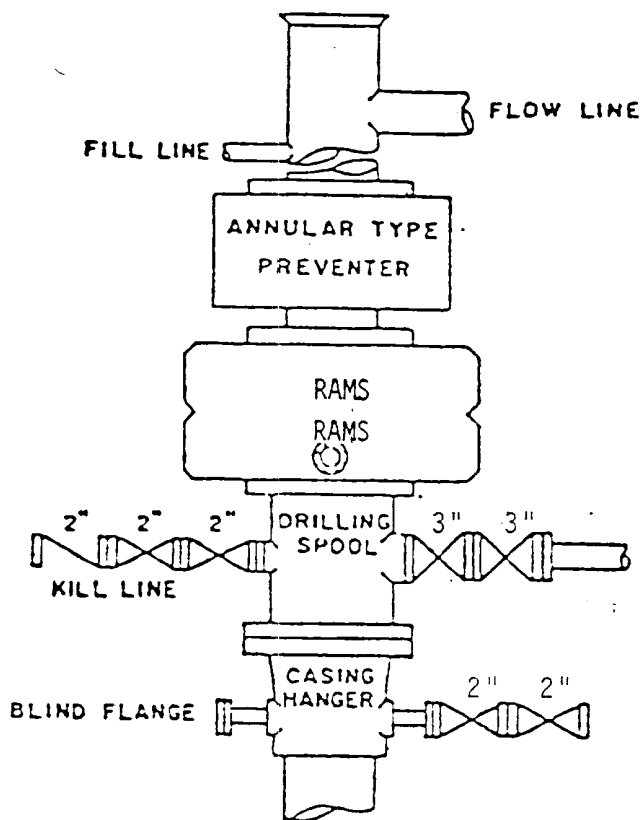 FLOW LINE
FILL LINE
ANNULAR TYPE
PREVENTER
RAMS
RAMS
2" 2" 2"
DRILLING
SPOOL
3" 3"
KILL LINE
CASING
HANGER
BLIND FLANGE
2" 2"